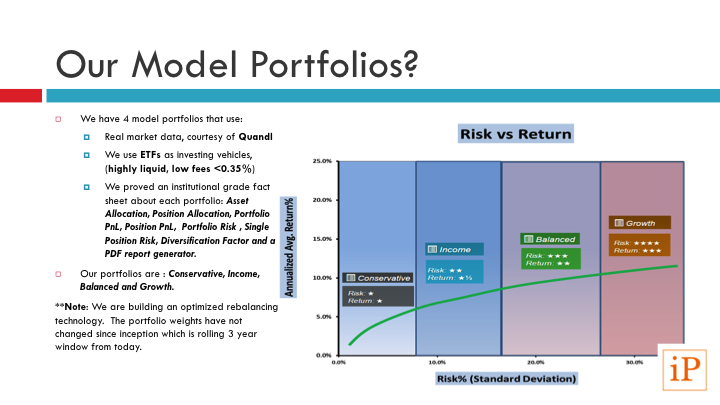 Our Model Portfolios?
We have 4 model portfolios that use:
Real market data, courtesy of Quandl
We use ETFs as investing vehicles,
(highly liquid, low fees <0.35%)
We proved an institutional grade fact
sheet about each portfolio: Asset
Allocation, Position Allocation, Portfolio
PnL, Position PnL, Portfolio Risk , Single
Position Risk, Diversification Factor and a
PDF report generator.
Our portfolios are : Conservative, Income,
Balanced and Growth.
**Note: We are building an optimized rebalancing
technology. The portfolio weights have not
changed since inception which is rolling 3 year
window from today.
Risk vs Return
Annualized Avg. Return%
25.0%
20.0%
15.0%
10.0%
5.0%
0.0%
Conservative
Risk: ★
Return: ★
Income
Risk: ★★
Return: ★½
Balanced
Risk: ★★★
Return: ★★
Growth
Risk: ★★★★
Return: ★★★
0.0%
10.0%
20.0%
30.0%
Risk% (Standard Deviation)
iP